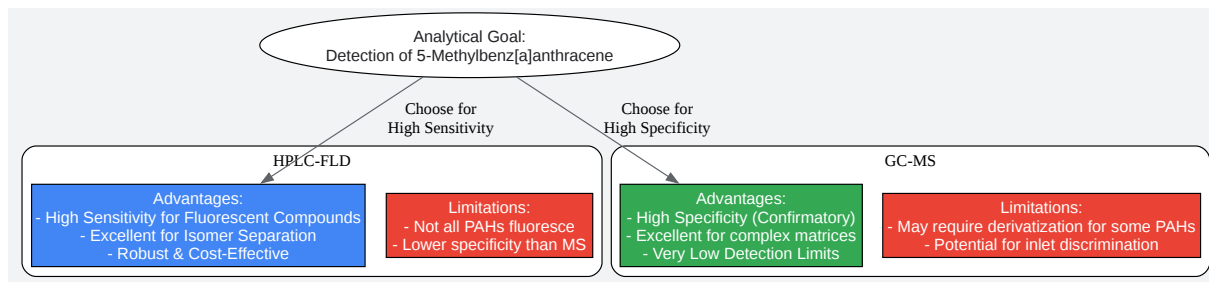 Analytical Goal:
Detection of 5-Methylbenz[a]anthracene
Choose for
High Sensitivity
Choose for
High Specificity
HPLC-FLD
Advantages:
- High Sensitivity for Fluorescent Compounds
- Excellent for Isomer Separation
- Robust & Cost-Effective
Limitations:
- Not all PAHs fluoresce
- Lower specificity than MS
GC-MS
Advantages:
- High Specificity (Confirmatory)
- Excellent for complex matrices
- Very Low Detection Limits
Limitations:
- May require derivatization for some PAHs
- Potential for inlet discrimination